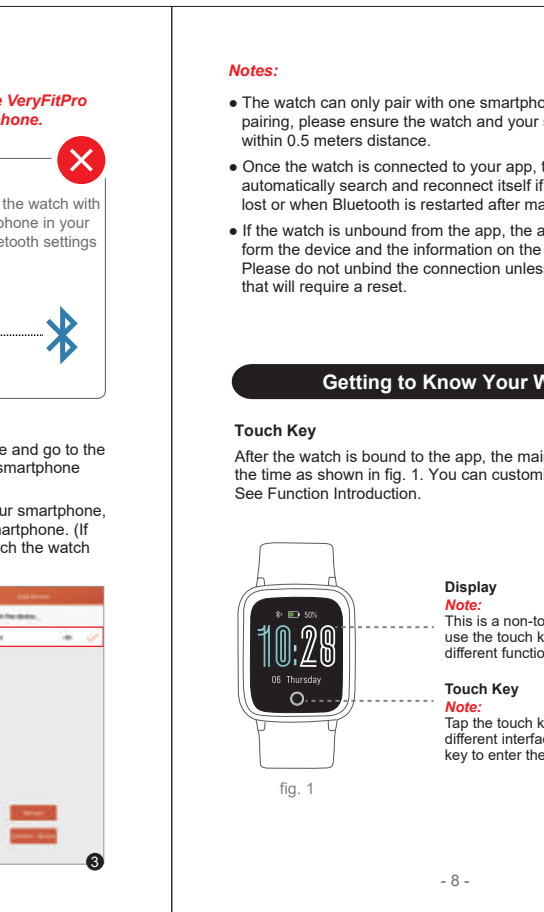 e VeryFitPro
hone.
the watch with
phone in your
etooth settings
e and go to the
smartphone
ur smartphone,
martphone. (If
rch the watch
3
Notes:
● The watch can only pair with one smartpho
pairing, please ensure the watch and your s
within 0.5 meters distance.
● Once the watch is connected to your app, t
automatically search and reconnect itself if
lost or when Bluetooth is restarted after ma
● If the watch is unbound from the app, the a
form the device and the information on the
Please do not unbind the connection unles
that will require a reset.
Getting to Know Your W
Touch Key
After the watch is bound to the app, the mai
the time as shown in fig. 1. You can customi
See Function Introduction.
50%
10:28
06 Thursday
Display
Note:
This is a non-to
use the touch k
different functio
Touch Key
Note:
Tap the touch k
different interfac
key to enter the
fig. 1
- 8 -